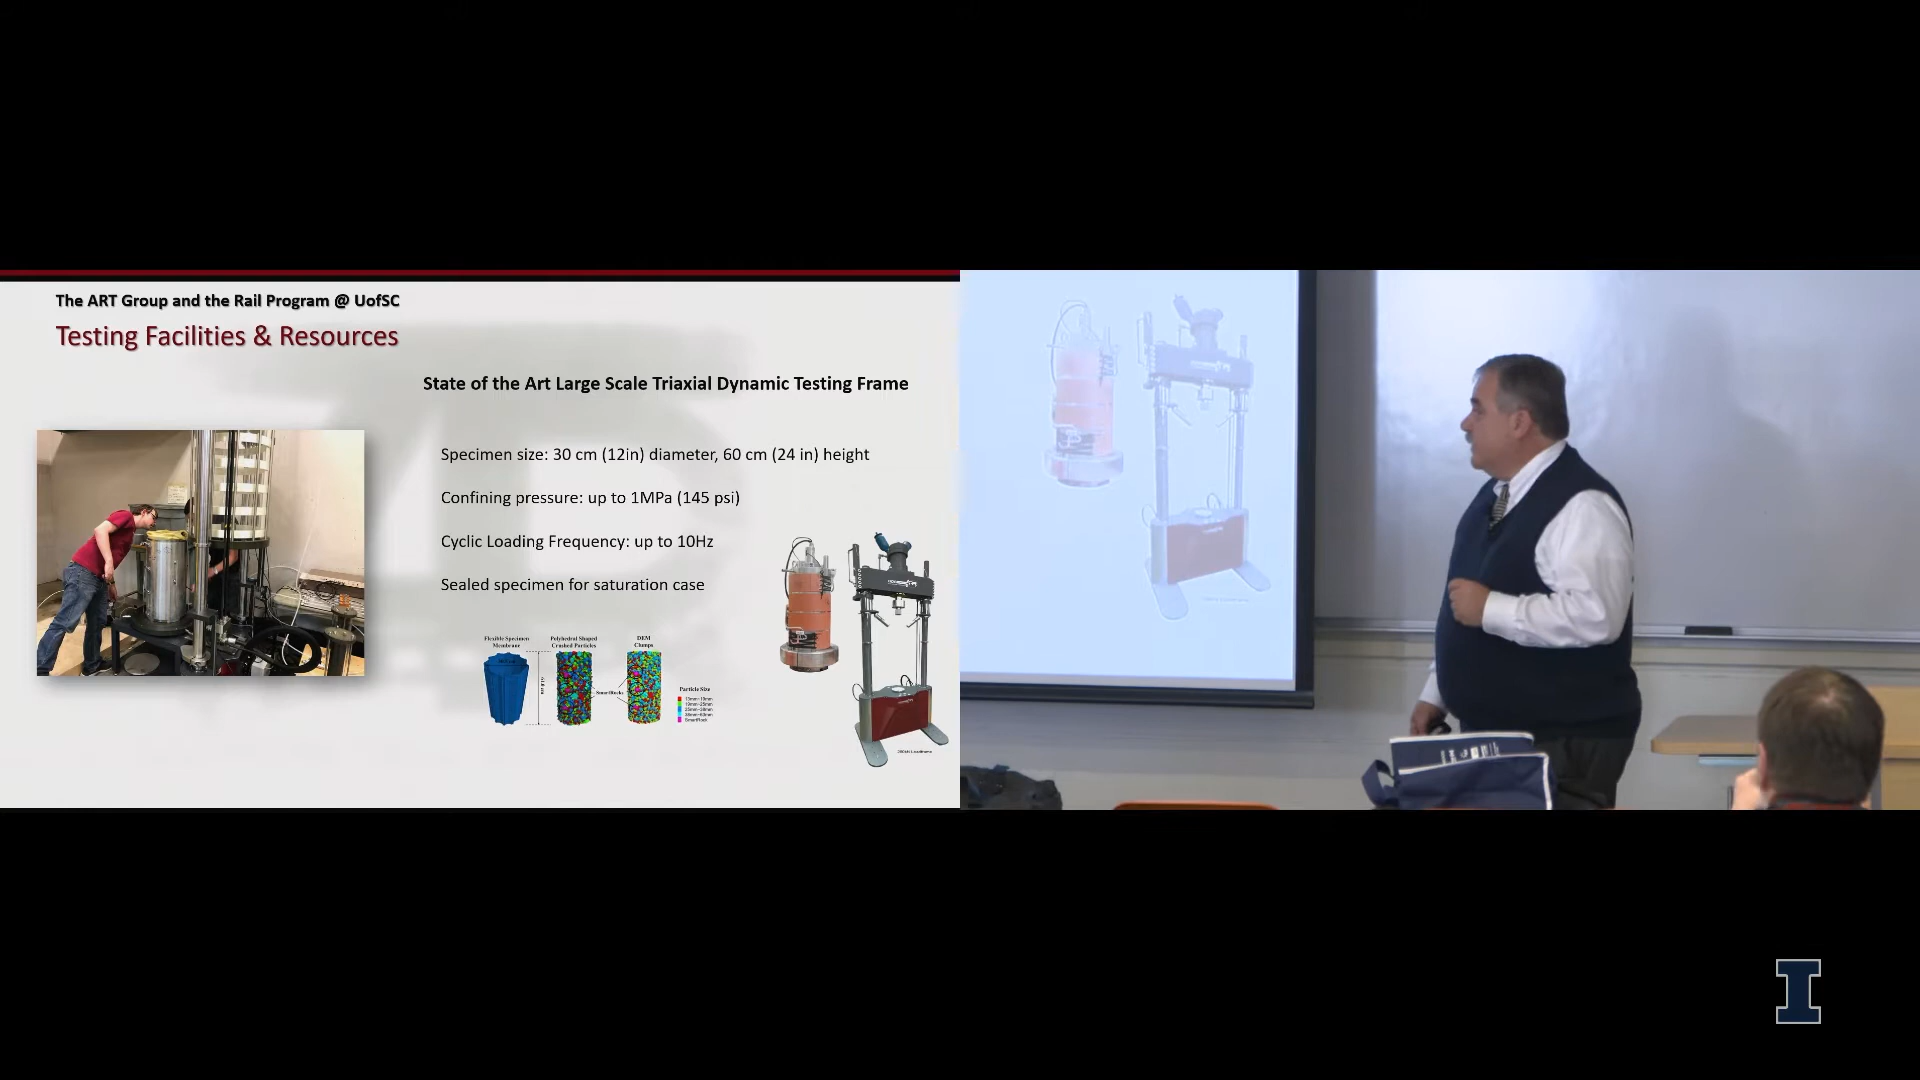 The ART Group and the Rail Program @ UofSC
Testing Facilities & Resources
State of the Art Large Scale Triaxial Dynamic Testing Frame
Specimen size: 30 cm (12in) diameter, 60 cm (24 in) height
Confining pressure: up to 1MPa (145 psi)
Cyclic Loading Frequency: up to 10Hz
Sealed specimen for saturation case
Flexible Specimen
Membrane
Polyhedral Shaped
Crushed Particles
DEM
Clumps
SmartRocks
Particle Size
SmartRock
I